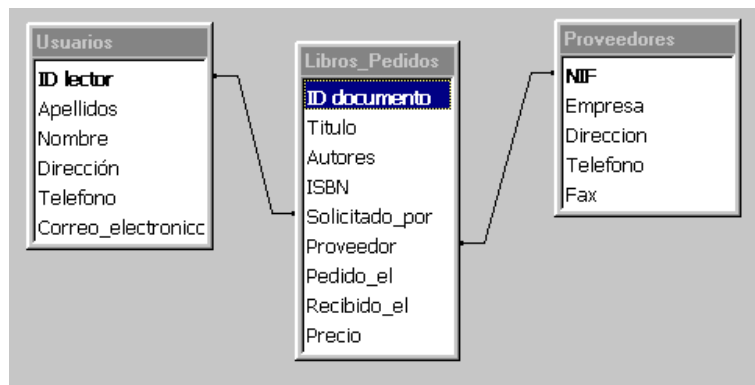 Usuarios
ID lector
Apellidos
Nombre
Dirección
Telefono
Correo_electronicc
Libros_Pedidos
ID documento
Titulo
Autores
ISBN
Solicitado_por
Proveedor
Pedido_el
Recibido_el
Precio
Proveedores
NIF
Empresa
Direccion
Telefono
Fax